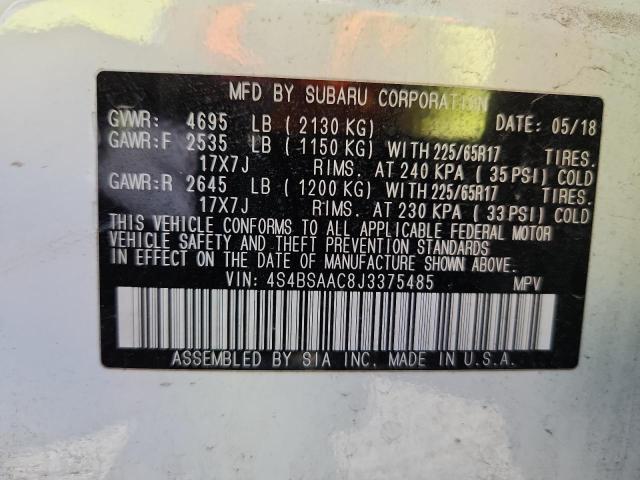 MFD BY SUBARU CORPORATION
GVWR: 4695 LB ( 2130 KG) DATE: 05/18
GAWR:F 2535 LB ( 1150 KG) WITH 225/65R17 TIRES.
17X7J RIMS. AT 240 KPA ( 35 PSI) COLD
GAWR:R 2645 LB ( 1200 KG) WITH 225/65R17 TIRES.
17X7J RIMS. AT 230 KPA ( 33 PSI) COLD
THIS VEHICLE CONFORMS TO ALL APPLICABLE FEDERAL MOTOR
VEHICLE SAFETY AND THEFT PREVENTION STANDARDS
IN EFFECT ON THE DATE OF MANUFACTURE SHOWN ABOVE.
VIN: 4S4BSAAC8J3375485 MPV
ASSEMBLED BY SIA INC. MADE IN U.S.A.